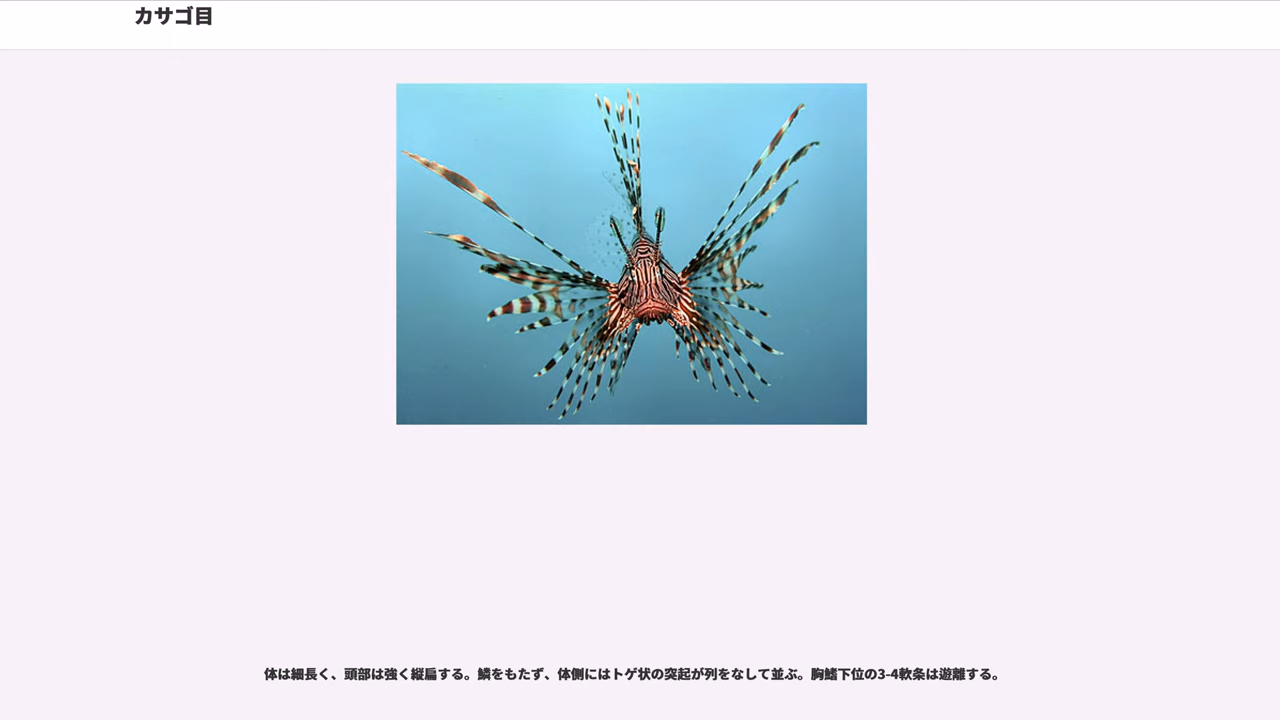 カサゴ目
体は細長く、頭部は強く縦扁する。鱗をもたず、体側にはトゲ状の突起が列をなして並ぶ。胸鰭下位の3-4軟条は遊離する。